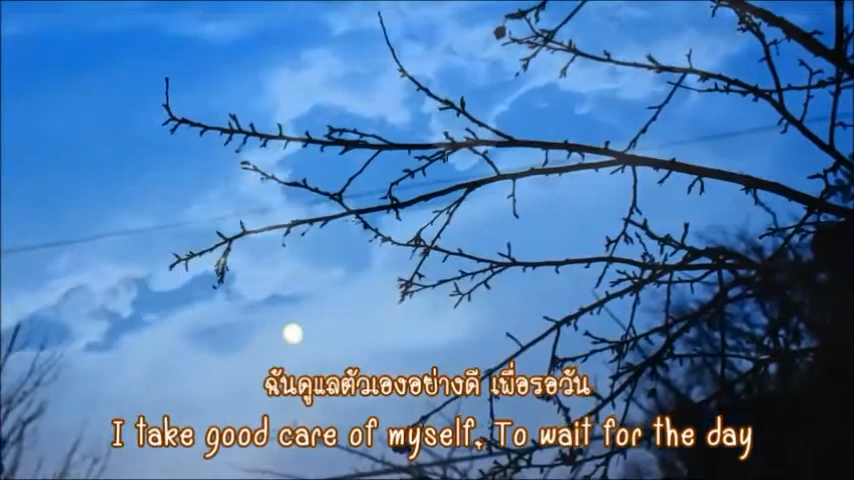 ฉันดูแลตัวเองอย่างดี เพื่อรอวัน
I take good care of myself, To wait for the day